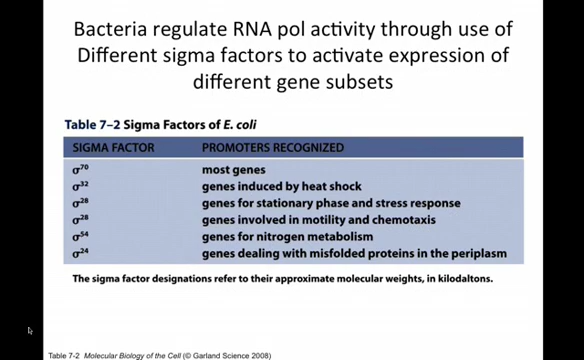 Bacteria regulate RNA pol activity through use of
Different sigma factors to activate expression of
different gene subsets
Table 7–2 Sigma Factors of E. coli
SIGMA FACTOR PROMOTERS RECOGNIZED
σ70 most genes
σ32 genes induced by heat shock
σ28 genes for stationary phase and stress response
σ28 genes involved in motility and chemotaxis
σ54 genes for nitrogen metabolism
σ24 genes dealing with misfolded proteins in the periplasm
The sigma factor designations refer to their approximate molecular weights, in kilodaltons.
Table 7-2 Molecular Biology of the Cell (© Garland Science 2008)